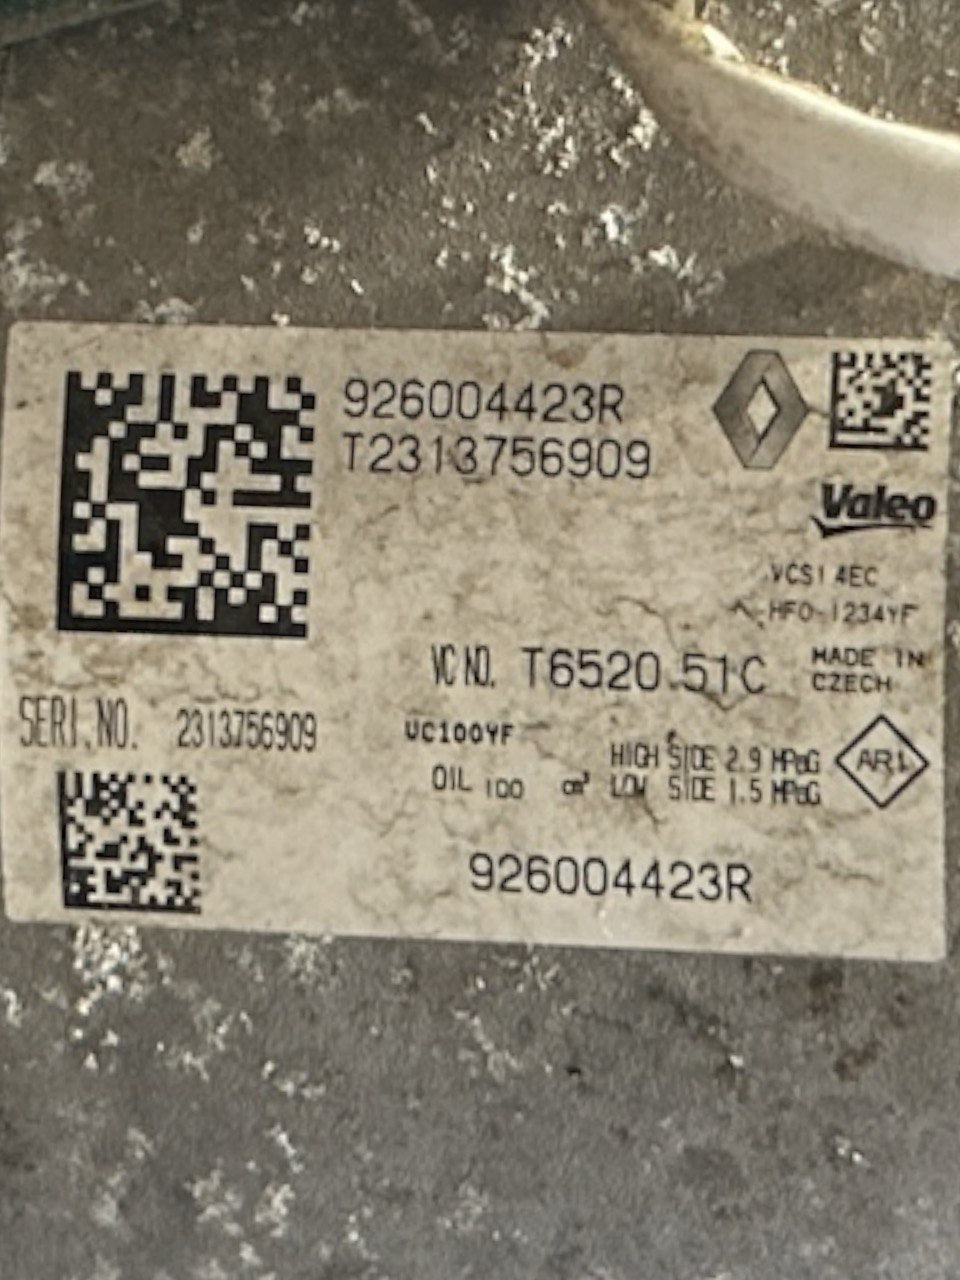 926004423R
T2313756909
Valeo
VCS14EC
HFO-1234YF
VC NO. T6520.51C
MADE IN
CZECH
SERI.NO. 2313756909
VC100YF
HIGH SIDE 2.9 MPaG
OIL 100 cm³ LOW SIDE 1.5 MPaG
AR1
926004423R